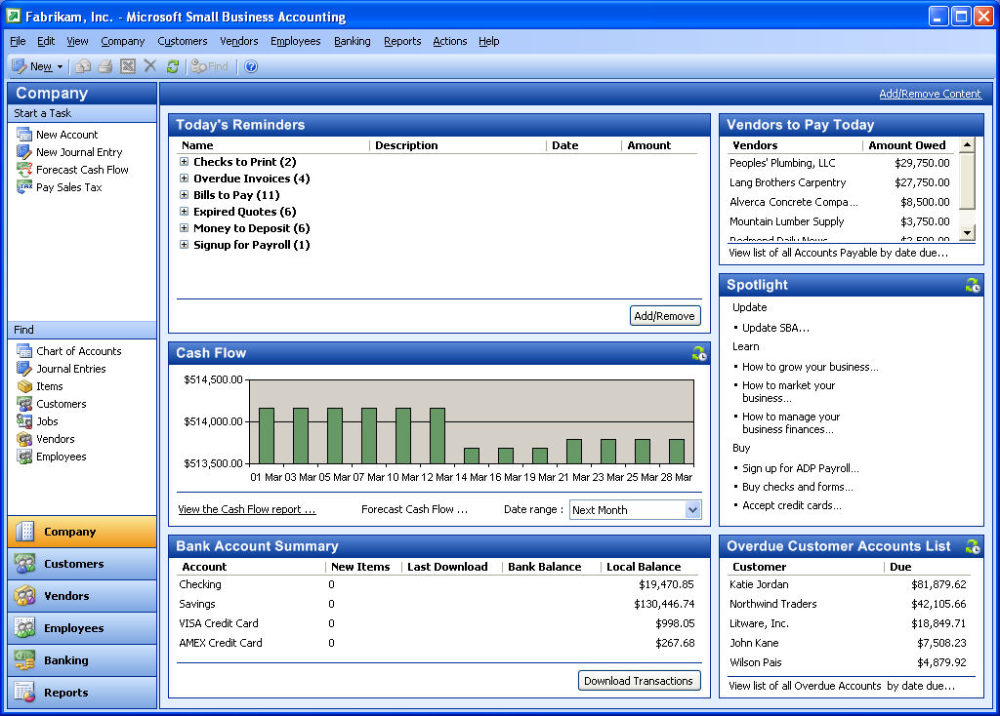 Fabrikam, Inc. - Microsoft Small Business Accounting
File Edit View Company Customers Vendors Employees Banking Reports Actions Help
New Find
Company
Start a Task
New Account
New Journal Entry
Forecast Cash Flow
Pay Sales Tax
Find
Chart of Accounts
Journal Entries
Items
Customers
Jobs
Vendors
Employees
Company
Customers
Vendors
Employees
Banking
Reports
Add/Remove Content
Today's Reminders
Name Description Date Amount
Checks to Print (2)
Overdue Invoices (4)
Bills to Pay (11)
Expired Quotes (6)
Money to Deposit (6)
Signup for Payroll (1)
Add/Remove
Cash Flow
$514,500.00
$514,000.00
$513,500.00
01 Mar 03 Mar 05 Mar 07 Mar 10 Mar 12 Mar 14 Mar 16 Mar 19 Mar 21 Mar 23 Mar 25 Mar 28 Mar
View the Cash Flow report ... Forecast Cash Flow ... Date range : Next Month
Bank Account Summary
Account New Items Last Download Bank Balance Local Balance
Checking 0 $19,470.85
Savings 0 $130,446.74
VISA Credit Card 0 $998.05
AMEX Credit Card 0 $267.68
Download Transactions
Vendors to Pay Today
Vendors Amount Owed
Peoples' Plumbing, LLC $29,750.00
Lang Brothers Carpentry $27,750.00
Alverca Concrete Compa... $8,500.00
Mountain Lumber Supply $3,750.00
Redmond Daily News $2,500.00
View list of all Accounts Payable by date due...
Spotlight
Update
• Update SBA...
Learn
• How to grow your business...
• How to market your
business...
• How to manage your
business finances...
Buy
• Sign up for ADP Payroll...
• Buy checks and forms...
• Accept credit cards...
Overdue Customer Accounts List
Customer Due
Katie Jordan $81,879.62
Northwind Traders $42,105.66
Litware, Inc. $18,849.71
John Kane $7,508.23
Wilson Pais $4,879.92
View list of all Overdue Accounts by date due...